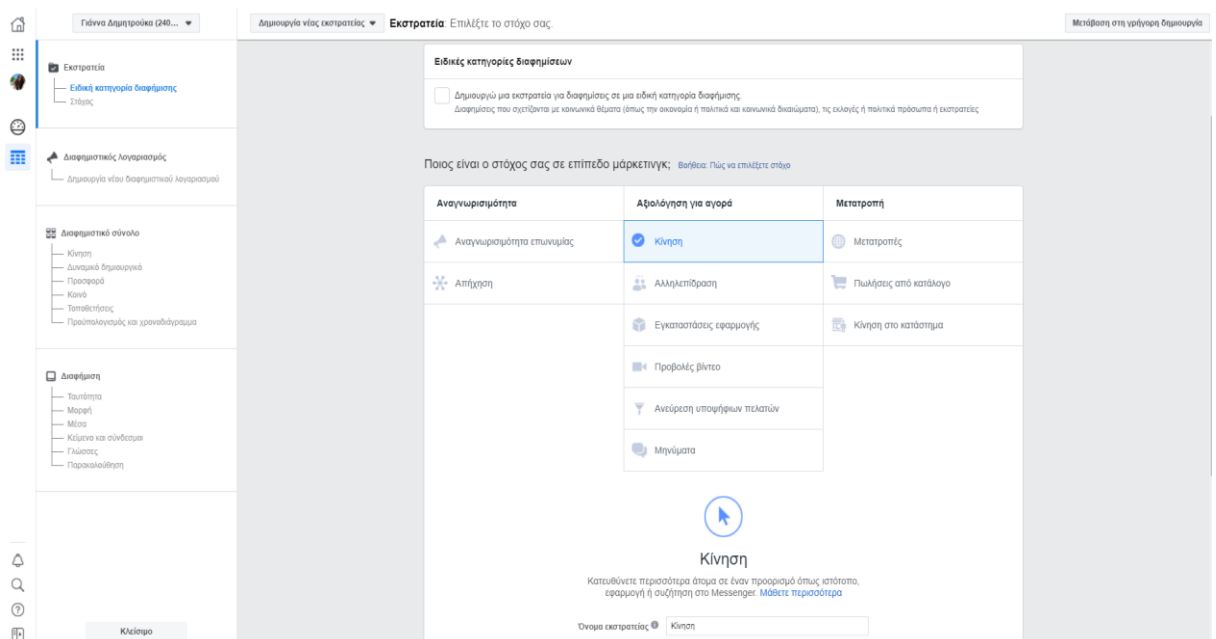 Γιάννα Δημητρούκα (240...
Δημιουργία νέας εκστρατείας
Εκστρατεία: Επιλέξτε το στόχο σας.
Μετάβαση στη γρήγορη δημιουργία
Εκστρατεία
Ειδική κατηγορία διαφήμισης
Στόχος
Διαφημιστικός λογαριασμός
Δημιουργία νέου διαφημιστικού λογαριασμού
Διαφημιστικό σύνολο
Κίνηση
Δυναμικά δημιουργικά
Προσφορά
Κοινό
Τοποθετήσεις
Προϋπολογισμός και χρονοδιάγραμμα
Διαφήμιση
Ταυτότητα
Μορφή
Μέσα
Κείμενο και σύνδεσμοι
Γλώσσες
Παρακολούθηση
Κλείσιμο
Ειδικές κατηγορίες διαφημίσεων
Δημιουργώ μια εκστρατεία για διαφημίσεις σε μια ειδική κατηγορία διαφήμισης.
Διαφημίσεις που σχετίζονται με κοινωνικά θέματα (όπως την οικονομία ή πολιτικά και κοινωνικά δικαιώματα), τις εκλογές ή πολιτικά πρόσωπα ή εκστρατείες
Ποιος είναι ο στόχος σας σε επίπεδο μάρκετινγκ; Βοήθεια: Πώς να επιλέξετε στόχο
Αναγνωρισιμότητα
Αξιολόγηση για αγορά
Μετατροπή
Αναγνωρισιμότητα επωνυμίας
Κίνηση
Μετατροπές
Απήχηση
Αλληλεπίδραση
Πωλήσεις από κατάλογο
Εγκαταστάσεις εφαρμογής
Κίνηση στο κατάστημα
Προβολές βίντεο
Ανεύρεση υποψήφιων πελατών
Μηνύματα
Κίνηση
Κατευθύνετε περισσότερα άτομα σε έναν προορισμό όπως ιστότοπο,
εφαρμογή ή συζήτηση στο Messenger. Μάθετε περισσότερα
Όνομα εκστρατείας
Κίνηση